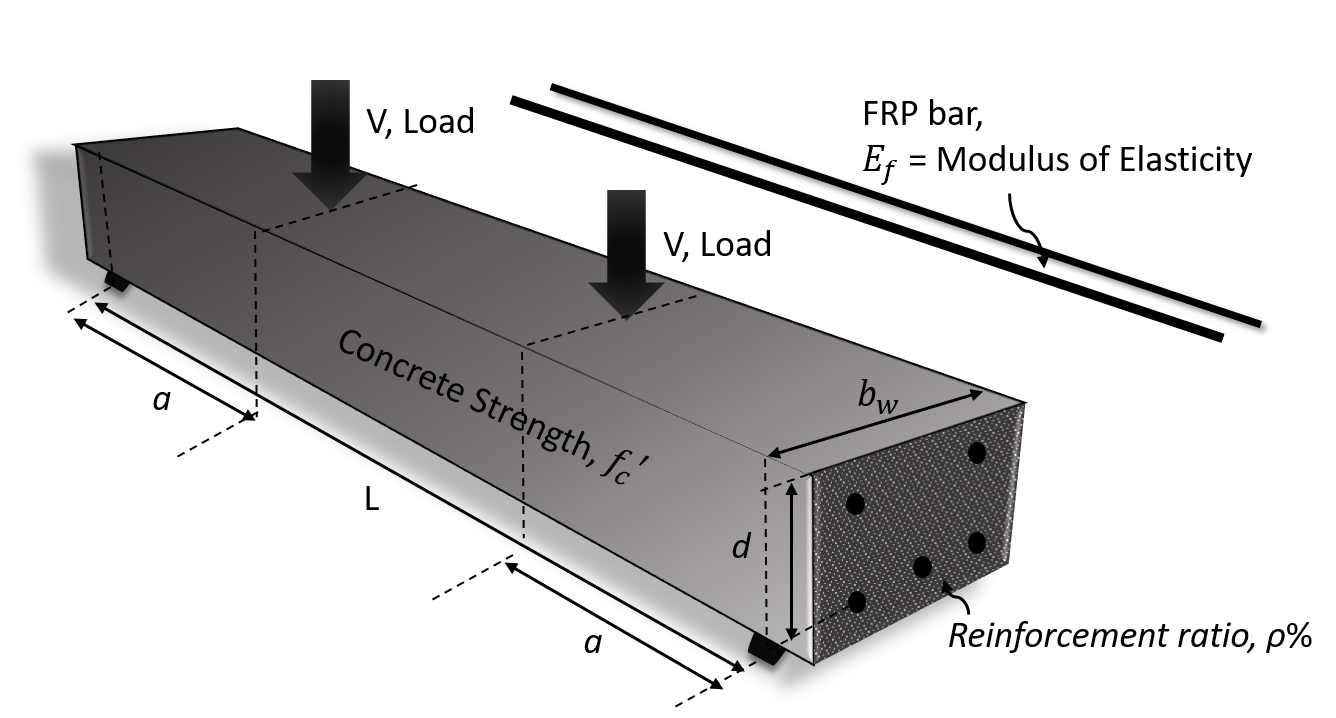 V, Load
FRP bar,
E_f = Modulus of Elasticity
V, Load
Concrete Strength, f_c'
b_w
a
L
d
a
Reinforcement ratio, ρ%